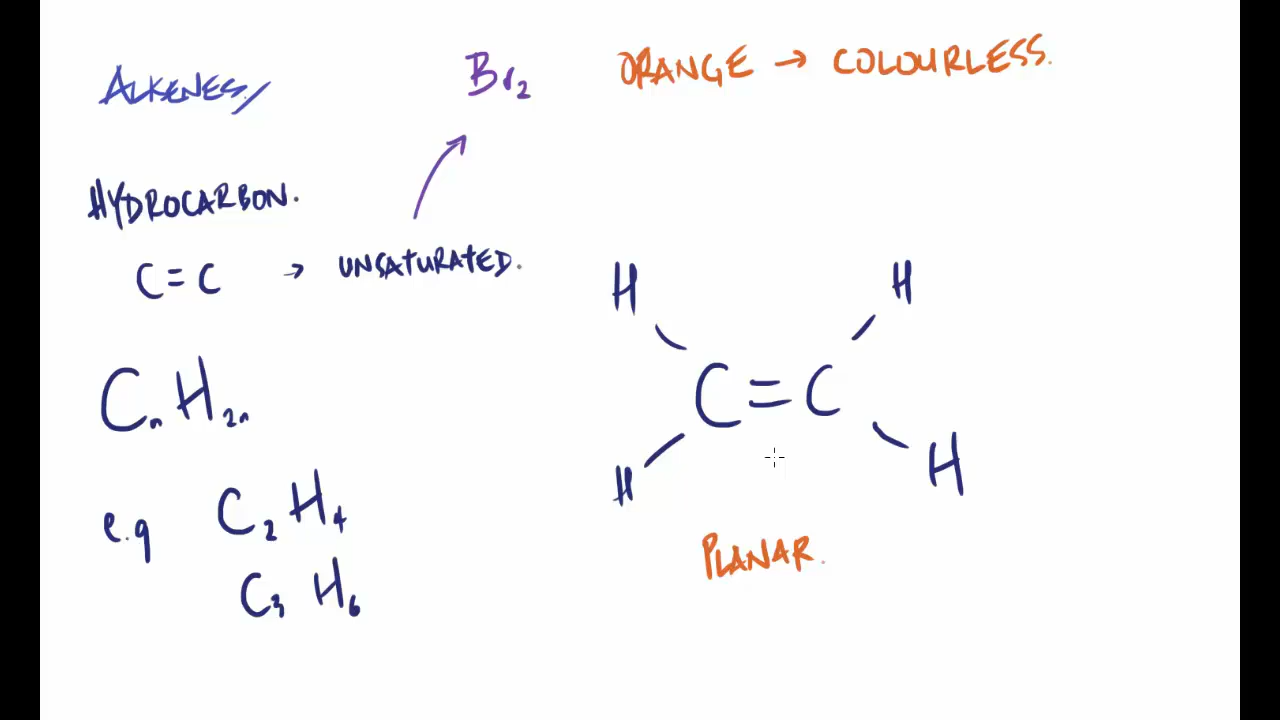 ALKENES
Br2 ORANGE → COLOURLESS.
HYDROCARBON.
C=C → UNSATURATED.
CnH2n
e.g C2H4
C3H6
H H
C=C
H H
PLANAR.